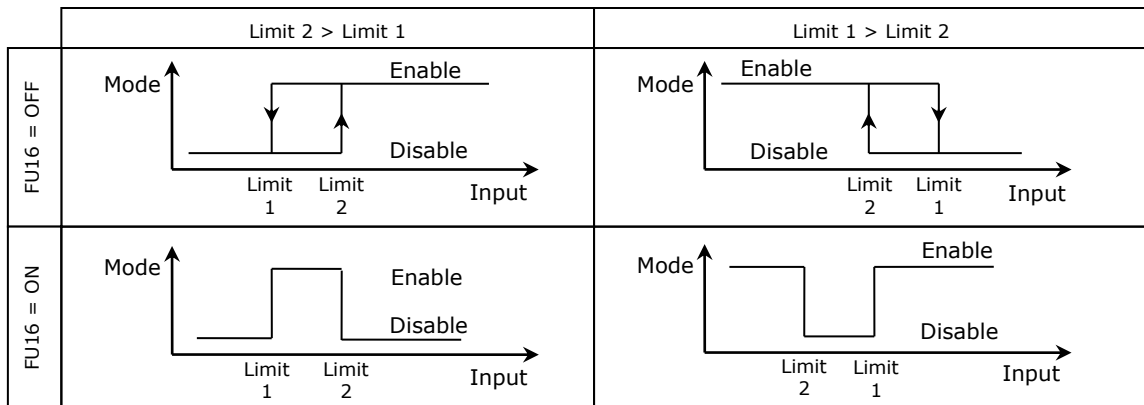 Limit 2 > Limit 1
Limit 1 > Limit 2
FU16 = OFF
Mode
Enable
Disable
Limit
1
Limit
2
Input
Mode
Enable
Disable
Limit
2
Limit
1
Input
FU16 = ON
Mode
Enable
Disable
Limit
1
Limit
2
Input
Mode
Enable
Disable
Limit
2
Limit
1
Input